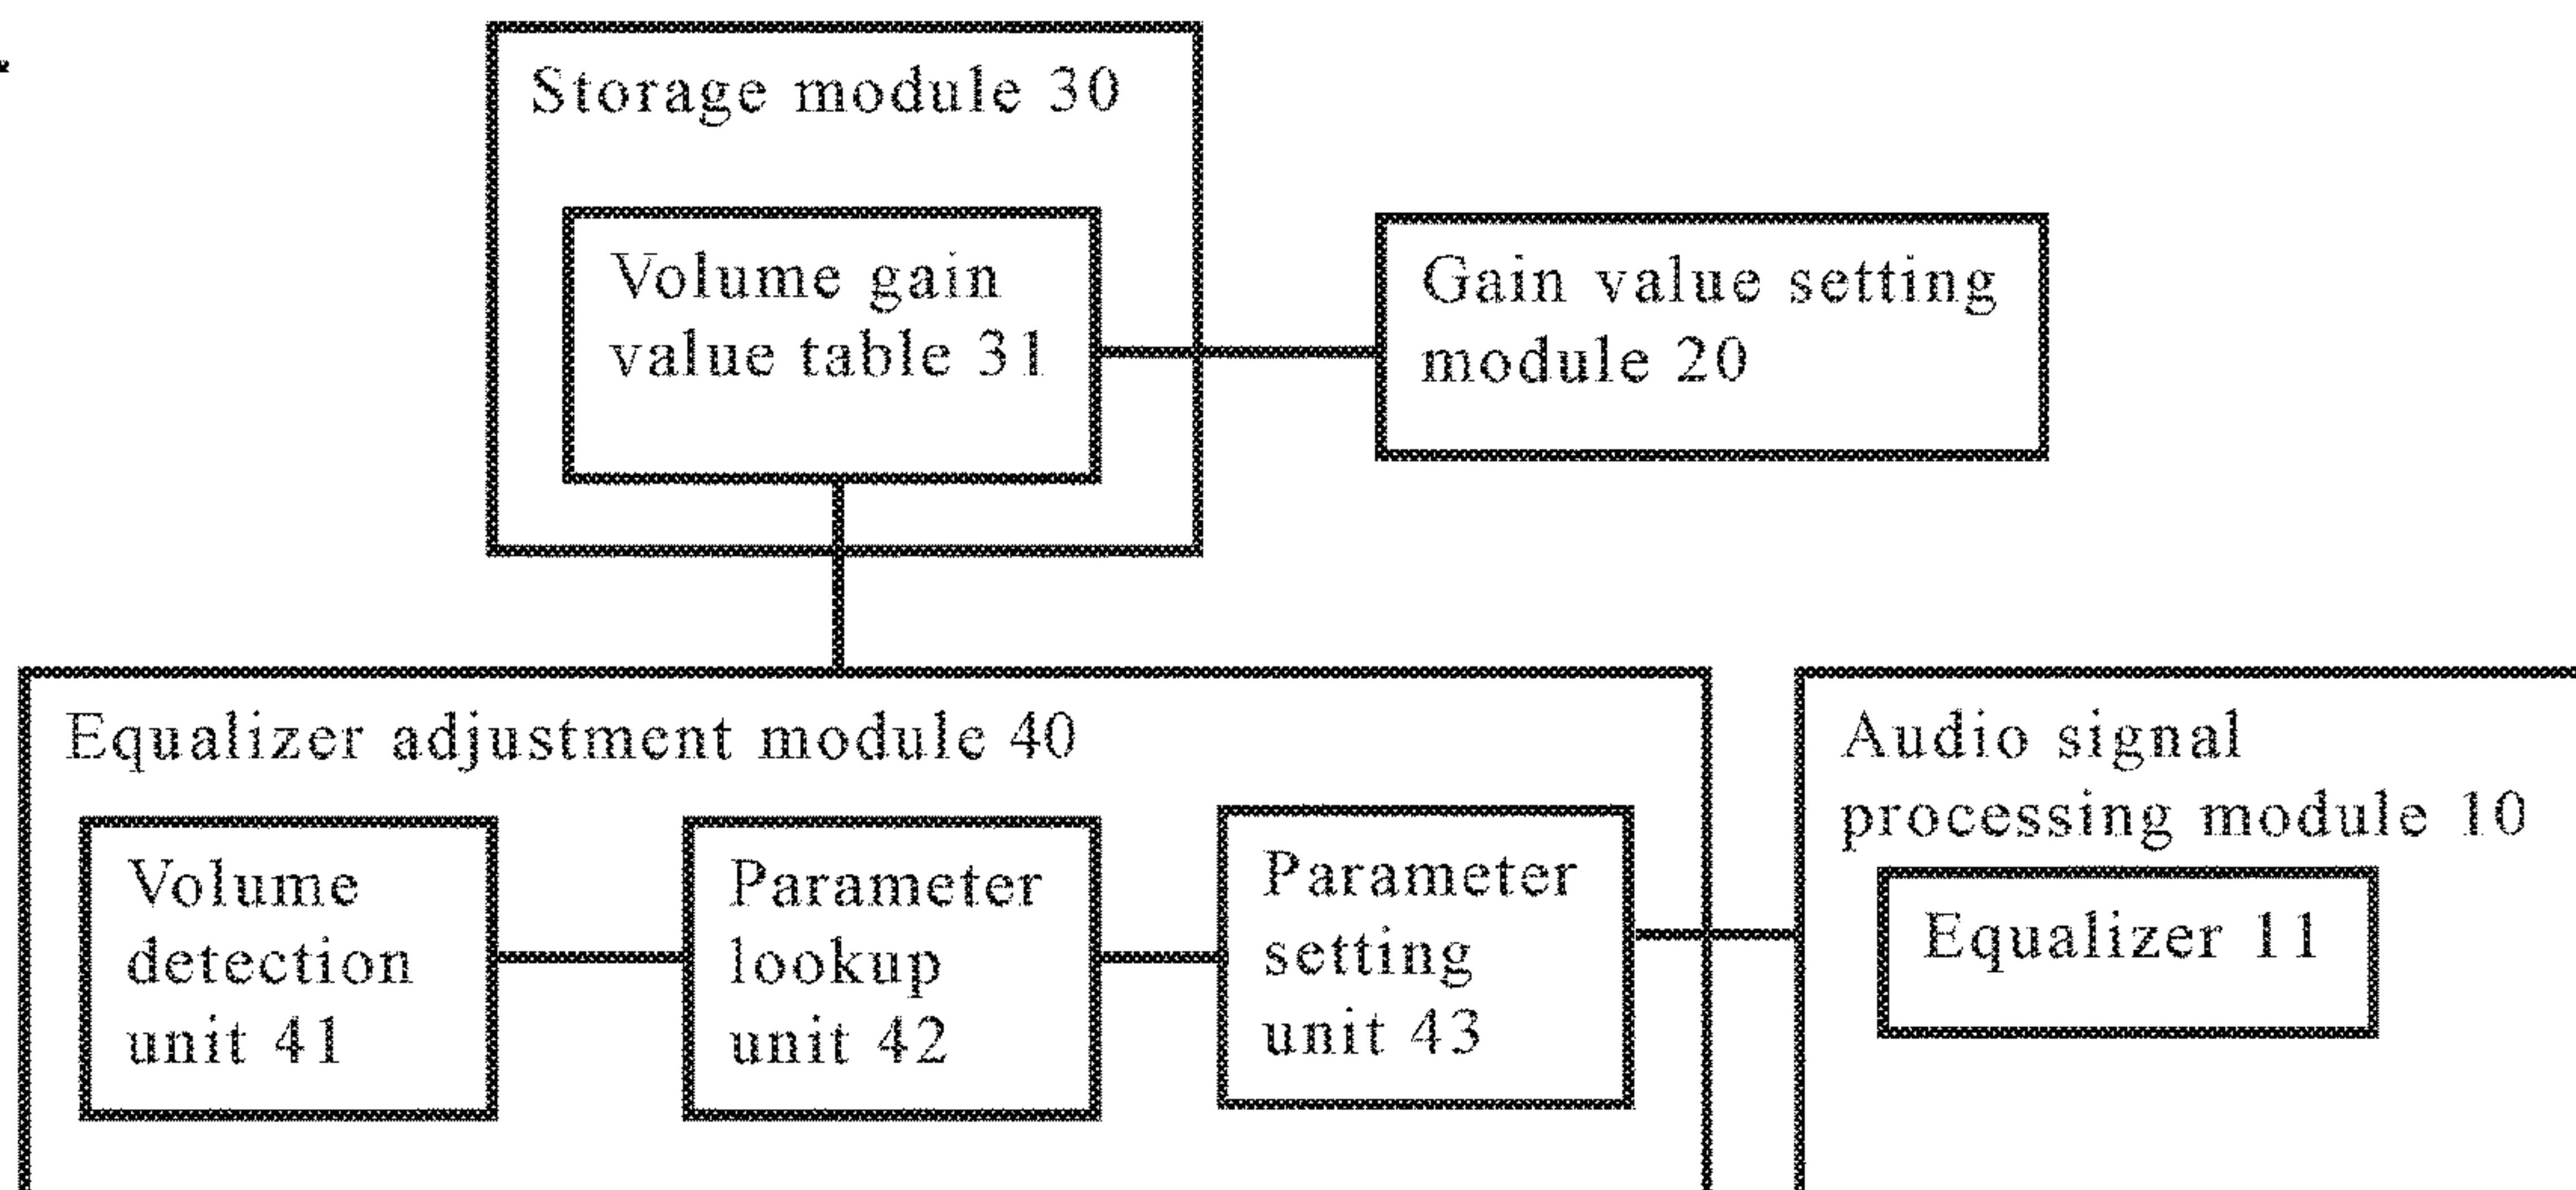 Storage module 30
Volume gain
value table 31
Gain value setting
module 20
Equalizer adjustment module 40
Volume
detection
unit 41
Parameter
lookup
unit 42
Parameter
setting
unit 43
Audio signal
processing module 10
Equalizer 11